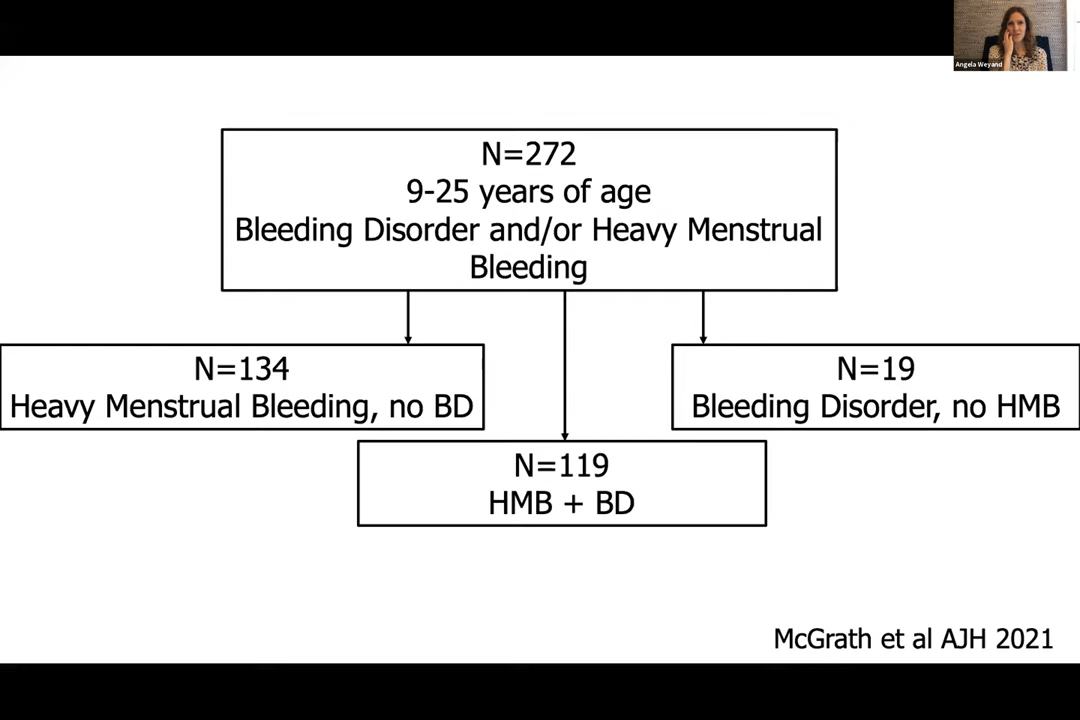 Angela Weyand
N=272
9-25 years of age
Bleeding Disorder and/or Heavy Menstrual
Bleeding
N=134
Heavy Menstrual Bleeding, no BD
N=19
Bleeding Disorder, no HMB
N=119
HMB + BD
McGrath et al AJH 2021